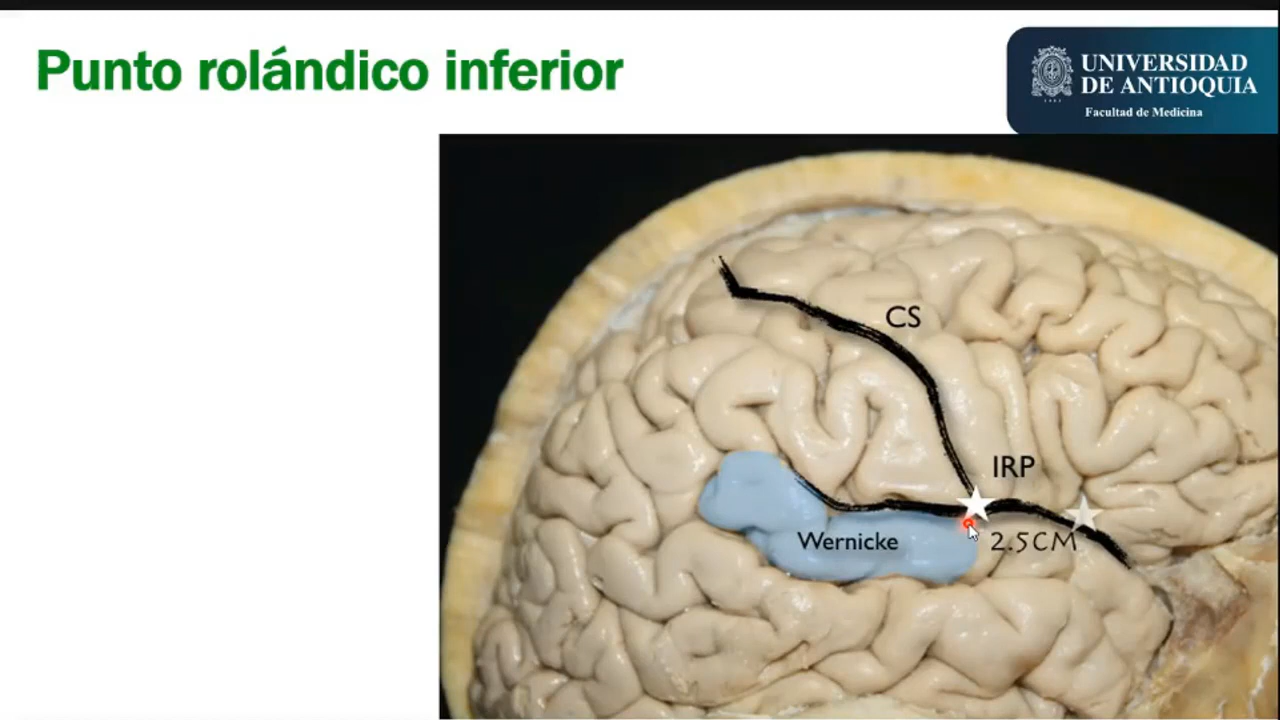 Punto rolándico inferior
UNIVERSIDAD
DE ANTIOQUIA
Facultad de Medicina
CS
IRP
Wernicke
2.5CM